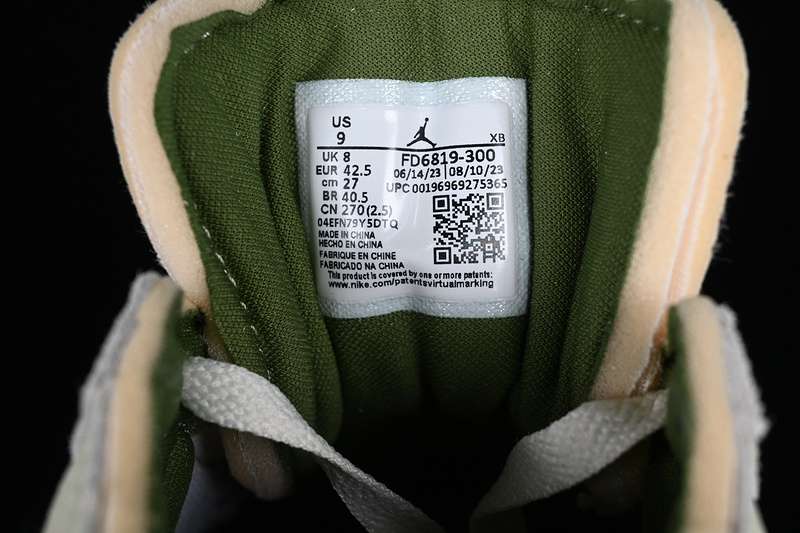 US
9
XB
UK 8
FD6819-300
EUR 42.5
06/14/23 | 08/10/23
cm 27
UPC 00196969275365
BR 40.5
CN 270(2.5)
04EFN79Y5DTQ
MADE IN CHINA
HECHO EN CHINA
FABRIQUE EN CHINE
FABRICADO NA CHINA
This product is covered by one or more patents:
www.nike.com/patentsvirtualmarking